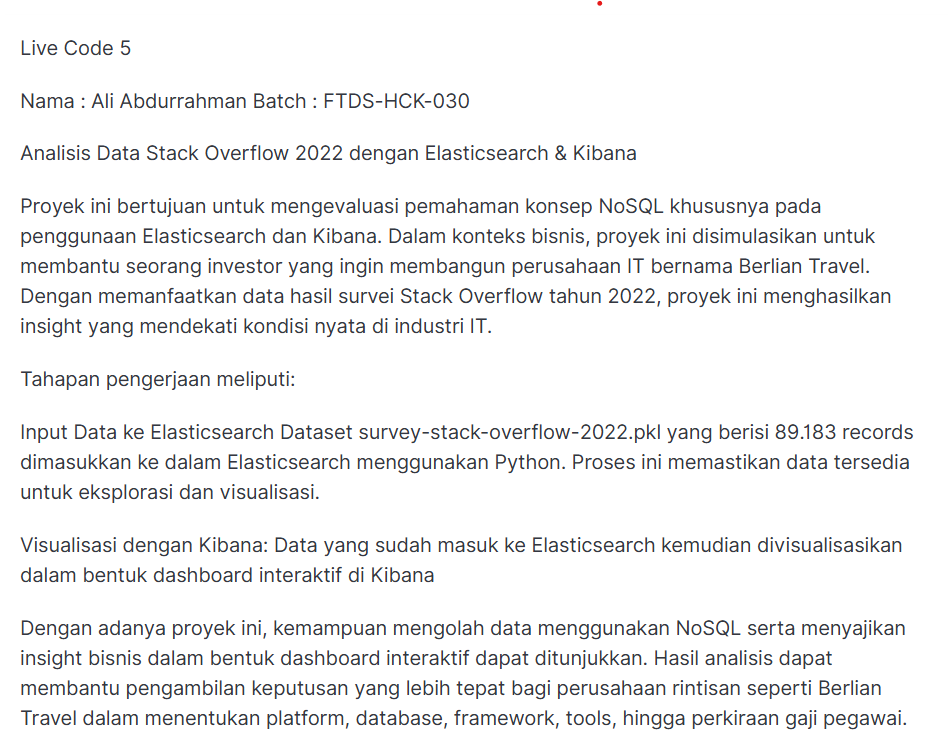 Live Code 5
Nama : Ali Abdurrahman Batch : FTDS-HCK-030
Analisis Data Stack Overflow 2022 dengan Elasticsearch & Kibana
Proyek ini bertujuan untuk mengevaluasi pemahaman konsep NoSQL khususnya pada
penggunaan Elasticsearch dan Kibana. Dalam konteks bisnis, proyek ini disimulasikan untuk
membantu seorang investor yang ingin membangun perusahaan IT bernama Berlian Travel.
Dengan memanfaatkan data hasil survei Stack Overflow tahun 2022, proyek ini menghasilkan
insight yang mendekati kondisi nyata di industri IT.
Tahapan pengerjaan meliputi:
Input Data ke Elasticsearch Dataset survey-stack-overflow-2022.pkl yang berisi 89.183 records
dimasukkan ke dalam Elasticsearch menggunakan Python. Proses ini memastikan data tersedia
untuk eksplorasi dan visualisasi.
Visualisasi dengan Kibana: Data yang sudah masuk ke Elasticsearch kemudian divisualisasikan
dalam bentuk dashboard interaktif di Kibana
Dengan adanya proyek ini, kemampuan mengolah data menggunakan NoSQL serta menyajikan
insight bisnis dalam bentuk dashboard interaktif dapat ditunjukkan. Hasil analisis dapat
membantu pengambilan keputusan yang lebih tepat bagi perusahaan rintisan seperti Berlian
Travel dalam menentukan platform, database, framework, tools, hingga perkiraan gaji pegawai.